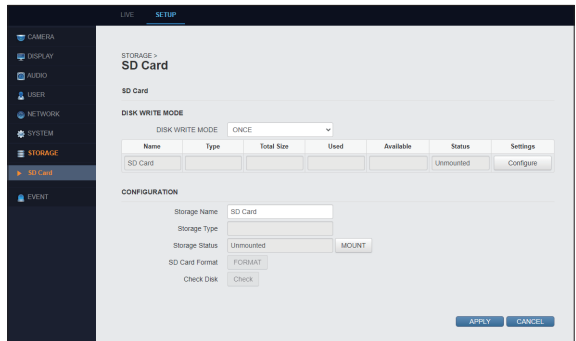 LIVE SETUP
CAMERA
DISPLAY
AUDIO
USER
NETWORK
SYSTEM
STORAGE
SD Card
EVENT
STORAGE >
SD Card
SD Card
DISK WRITE MODE
DISK WRITE MODE ONCE
Name Type Total Size Used Available Status Settings
SD Card Unmounted Configure
CONFIGURATION
Storage Name SD Card
Storage Type
Storage Status Unmounted MOUNT
SD Card Format FORMAT
Check Disk Check
APPLY CANCEL